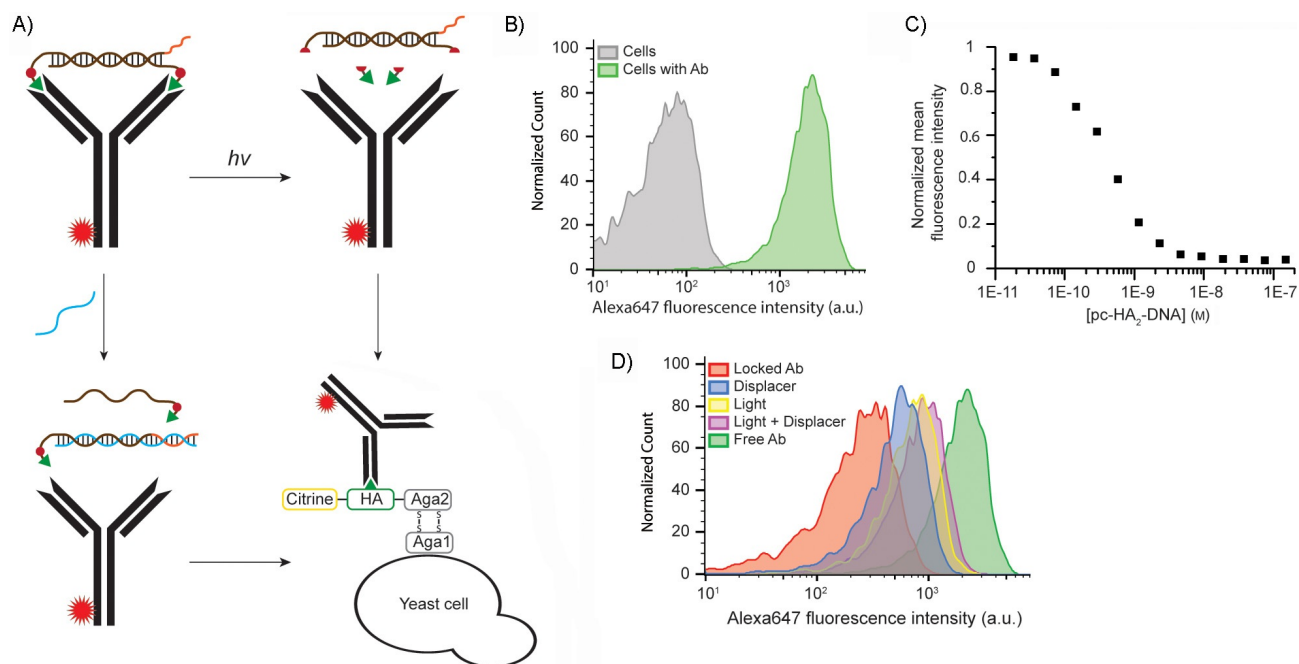 A)
hν
Citrine
HA
Aga2
S S
S S
Aga1
Yeast cell
B)
Cells
Cells with Ab
Normalized Count
100
80
60
40
20
0
10¹
10²
10³
Alexa647 fluorescence intensity (a.u.)
C)
Normalized mean
fluorescence intensity
1
0.8
0.6
0.4
0.2
0
1E-11
1E-10
1E-9
1E-8
1E-7
[pc-HA₂-DNA] (M)
D)
Locked Ab
Displacer
Light
Light + Displacer
Free Ab
Normalized Count
100
80
60
40
20
0
10¹
10²
10³
Alexa647 fluorescence intensity (a.u.)